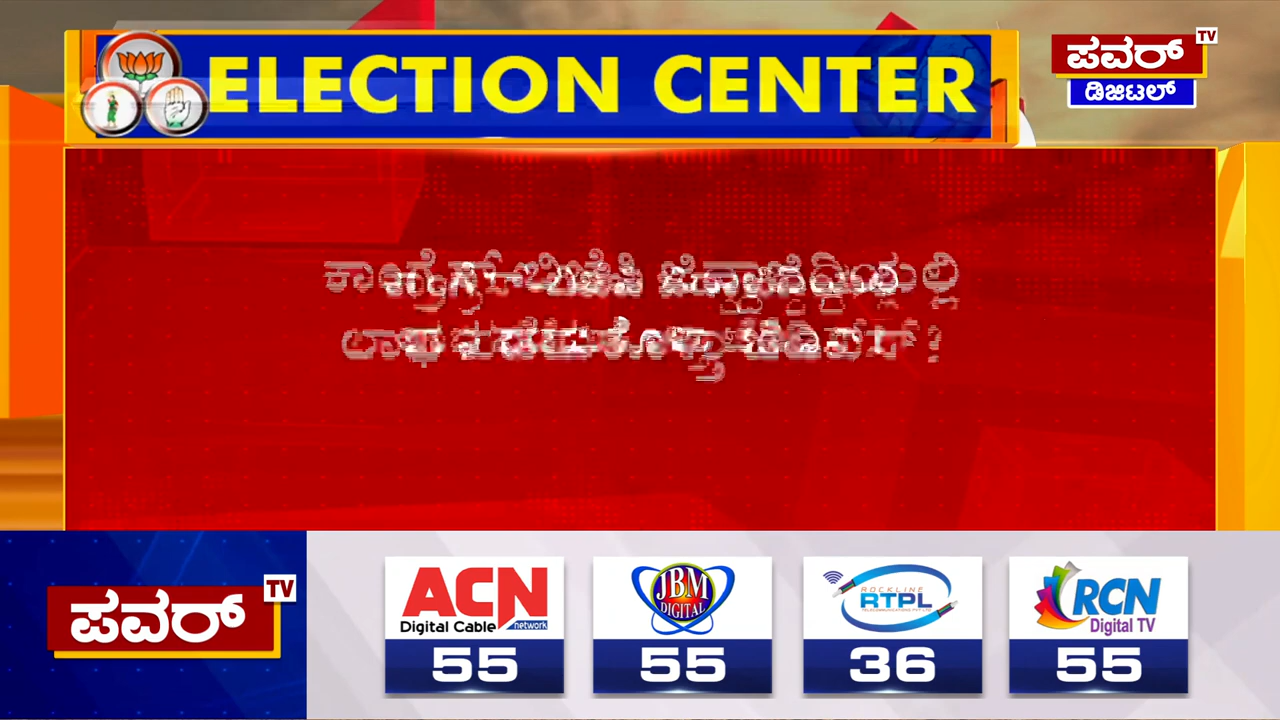 ELECTION CENTER
ಪವರ್ TV
ಡಿಜಿಟಲ್
ಕಾಂಗ್ರೆಸ್ ಬಿಜೆಪಿ
ಲಾಭ ?
ಪವರ್ TV
ACN
Digital Cable network
55
JBM
DIGITAL
55
ROCKLINE
RTPL
36
RCN
Digital TV
55